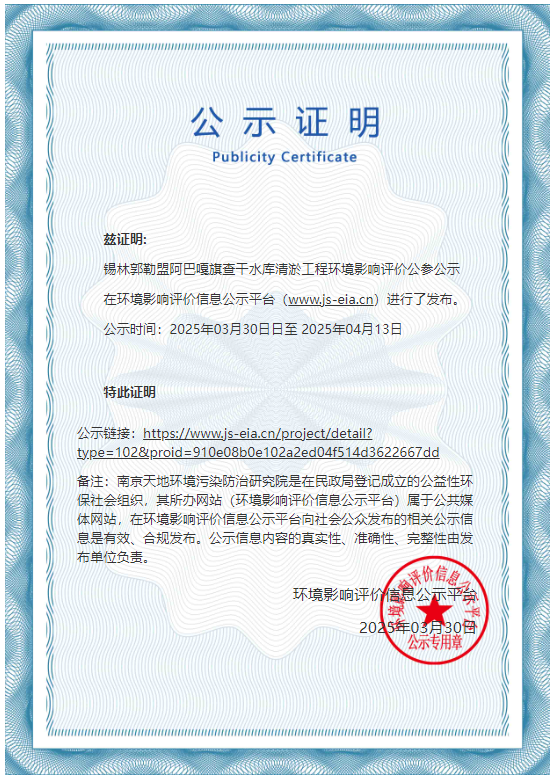 公示证明
Publicity Certificate
兹证明:
锡林郭勒盟阿巴嘎旗查干水库清淤工程环境影响评价公参公示
在环境影响评价信息公示平台（www.js-eia.cn）进行了发布。
公示时间：2025年03月30日日至 2025年04月13日
特此证明
公示链接：https://www.js-eia.cn/project/detail?
type=102&proid=910e08b0e102a2ed04f514d3622667dd
备注：南京天地环境污染防治研究院是在民政局登记成立的公益性环
保社会组织，其所办网站（环境影响评价信息公示平台）属于公共媒
体网站，在环境影响评价信息公示平台向社会公众发布的相关公示信
息是有效、合规发布。公示信息内容的真实性、准确性、完整性由发
布单位负责。
环境影响评价信息公示平台
2025年03月30日
环境影响评价信息公示平台
公示专用章